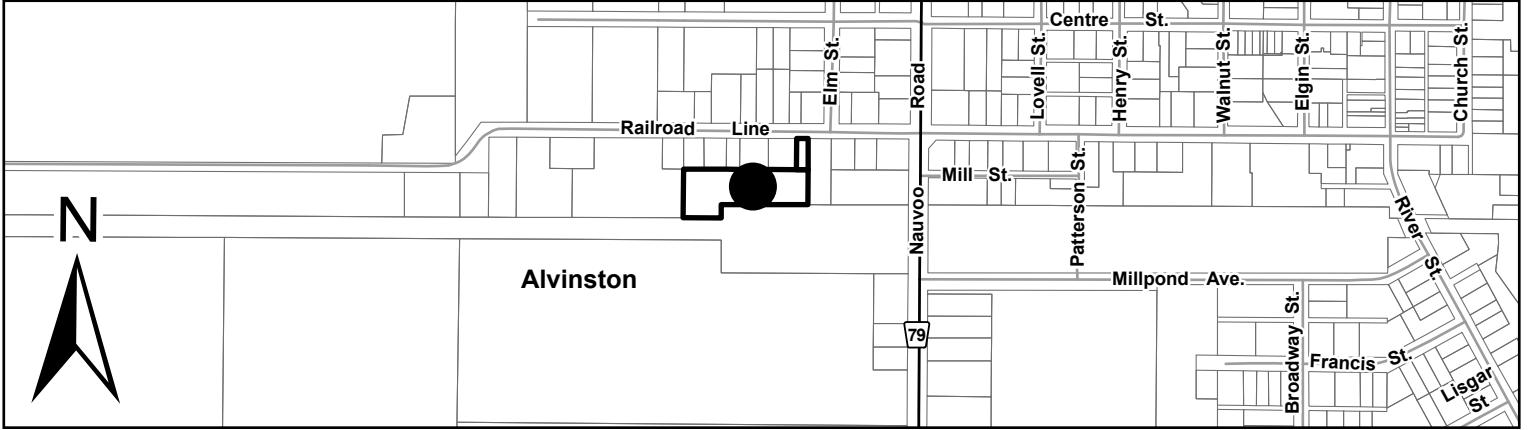 Centre St.
Elm St.
Nauvoo Road
Lovell St.
Henry St.
Walnut St.
Elgin St.
Church St.
Railroad Line
Mill St.
Patterson St.
River St.
N
Alvinston
Millpond Ave.
79
Broadway St.
Francis St.
Lisgar
St